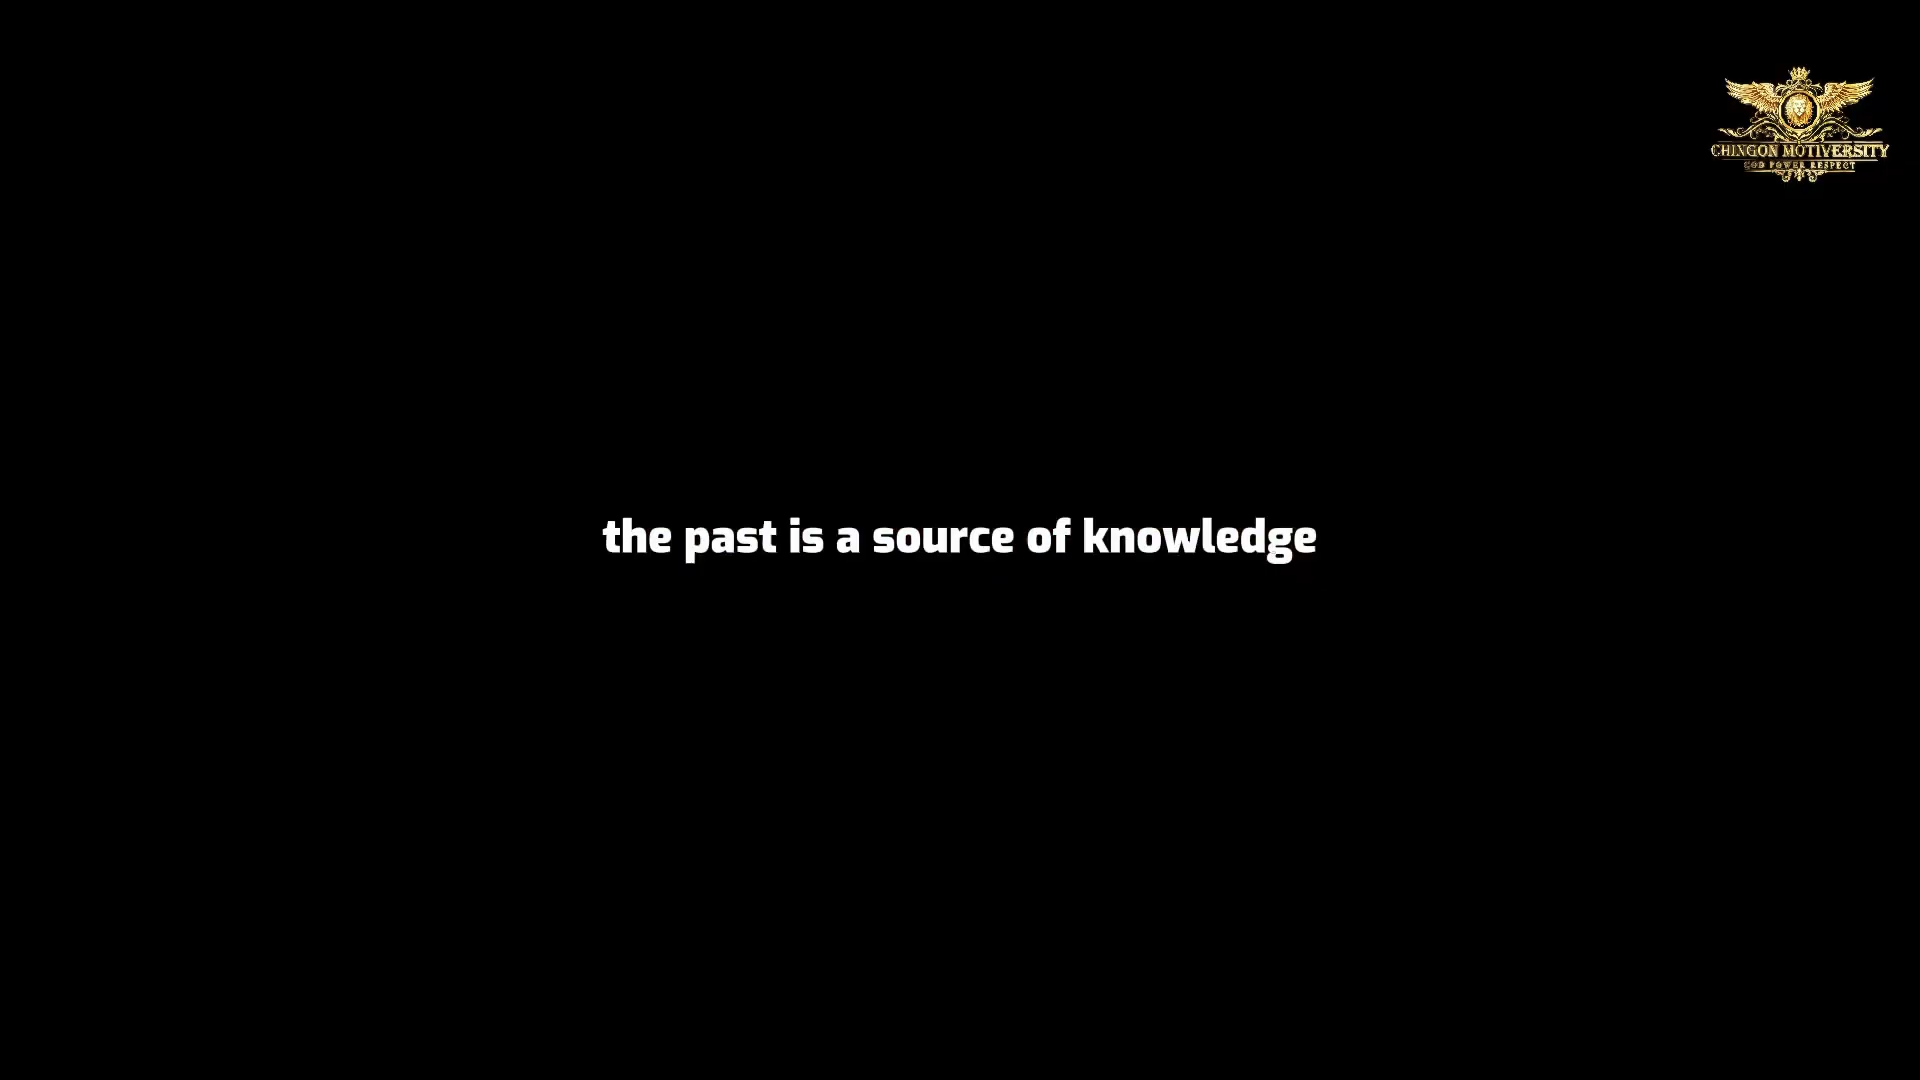 CHINGON MOTIVERSITY
GOD POWER RESPECT
the past is a source of knowledge